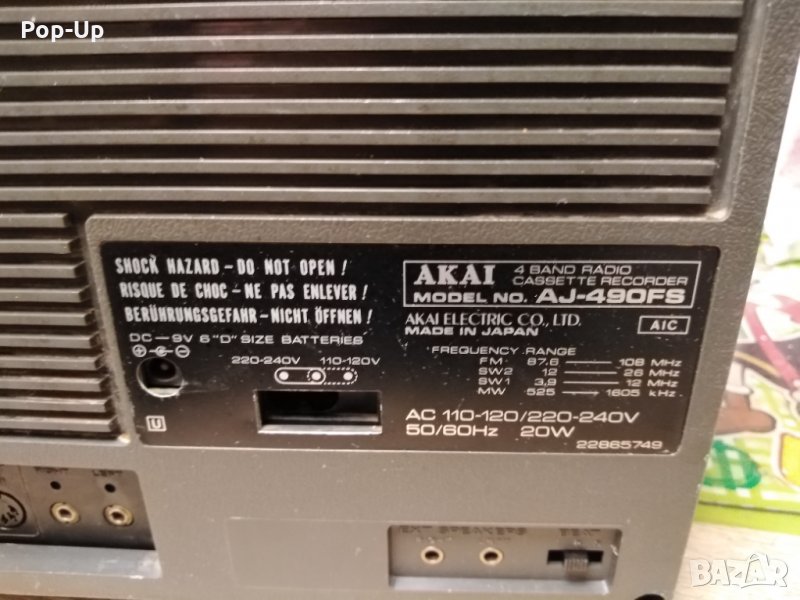 Pop-Up
SHOCK HAZARD – DO NOT OPEN !
RISQUE DE CHOC – NE PAS ENLEVER !
BERÜHRUNGSGEFAHR – NICHT ÖFFNEN !
DC – 9V 6 "D" SIZE BATTERIES
220-240V 110-120V
U
AKAI 4 BAND RADIO
CASSETTE RECORDER
MODEL NO. AJ-490FS
AKAI ELECTRIC CO., LTD.
MADE IN JAPAN
AIC
FREQUENCY RANGE
FM 87,6 – 108 MHz
SW2 12 – 26 MHz
SW1 3,9 – 12 MHz
MW 525 – 1605 kHz
AC 110-120/220-240V
50/60Hz 20W
22865749
RIGHT LEFT
EXT SPEAKERS
BAZAR